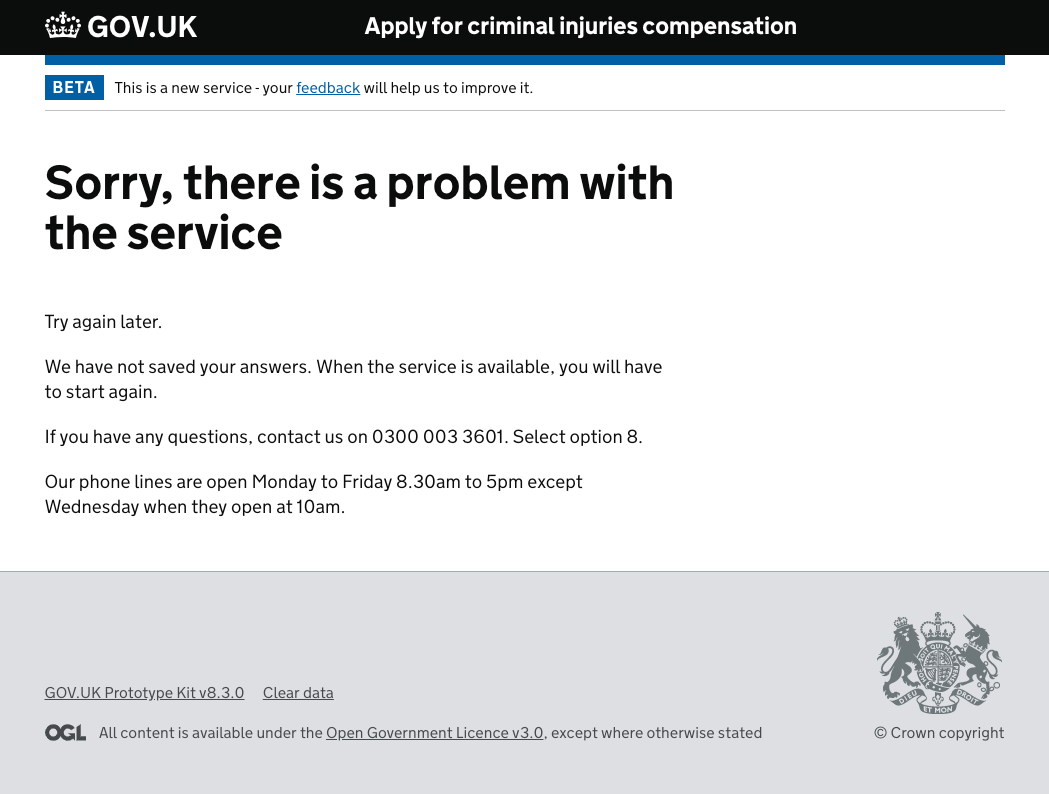 GOV.UK
Apply for criminal injuries compensation
BETA This is a new service - your feedback will help us to improve it.
Sorry, there is a problem with
the service
Try again later.
We have not saved your answers. When the service is available, you will have
to start again.
If you have any questions, contact us on 0300 003 3601. Select option 8.
Our phone lines are open Monday to Friday 8.30am to 5pm except
Wednesday when they open at 10am.
GOV.UK Prototype Kit v8.3.0 Clear data
OGL All content is available under the Open Government Licence v3.0, except where otherwise stated
DIEU ET MON DROIT
© Crown copyright